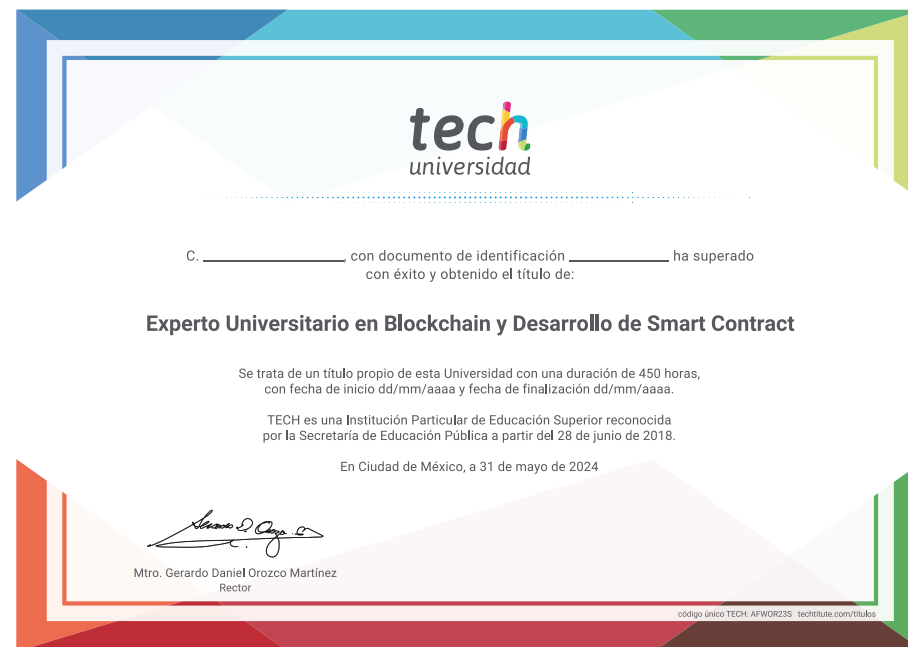 tech
universidad
C. ____________, con documento de identificación ____________ ha superado
con éxito y obtenido el título de:
Experto Universitario en Blockchain y Desarrollo de Smart Contract
Se trata de un título propio de esta Universidad con una duración de 450 horas,
con fecha de inicio dd/mm/aaaa y fecha de finalización dd/mm/aaaa.
TECH es una Institución Particular de Educación Superior reconocida
por la Secretaría de Educación Pública a partir del 28 de junio de 2018.
En Ciudad de México, a 31 de mayo de 2024
Mtro. Gerardo Daniel Orozco Martínez
Rector
código único TECH: AFWOR23S techtitute.com/titulos